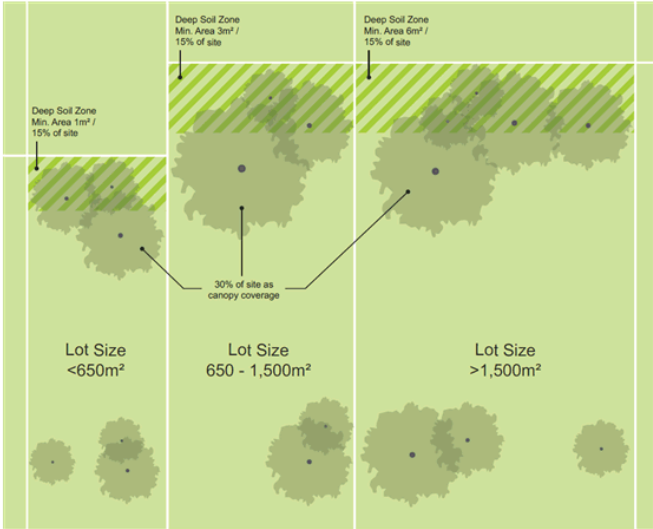 Deep Soil Zone
Min. Area 3m² /
15% of site
Deep Soil Zone
Min. Area 6m² /
15% of site
Deep Soil Zone
Min. Area 1m² /
15% of site
30% of site as
canopy coverage
Lot Size
<650m²
Lot Size
650 - 1,500m²
Lot Size
>1,500m²